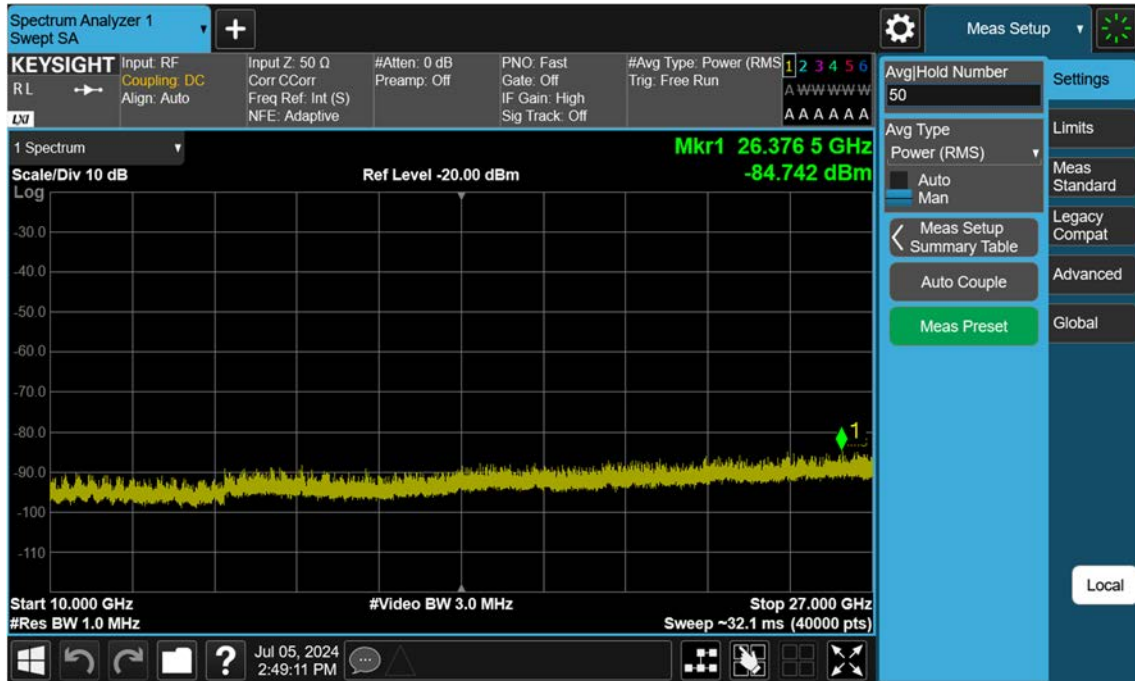 Spectrum Analyzer 1
Swept SA
Meas Setup
KEYSIGHT
R L
LXI
Input: RF
Coupling: DC
Align: Auto
Input Z: 50 Ω
Corr CCorr
Freq Ref: Int (S)
NFE: Adaptive
#Atten: 0 dB
Preamp: Off
PNO: Fast
Gate: Off
IF Gain: High
Sig Track: Off
#Avg Type: Power (RMS
Trig: Free Run
1 2 3 4 5 6
A W W W W W
A A A A A A
1 Spectrum
Mkr1 26.376 5 GHz
-84.742 dBm
Scale/Div 10 dB
Ref Level -20.00 dBm
Log
-30.0
-40.0
-50.0
-60.0
-70.0
-80.0
-90.0
-100
-110
1
Start 10.000 GHz
#Res BW 1.0 MHz
#Video BW 3.0 MHz
Stop 27.000 GHz
Sweep ~32.1 ms (40000 pts)
Avg|Hold Number
50
Avg Type
Power (RMS)
Auto
Man
Meas Setup
Summary Table
Auto Couple
Meas Preset
Settings
Limits
Meas
Standard
Legacy
Compat
Advanced
Global
Local
?
Jul 05, 2024
2:49:11 PM